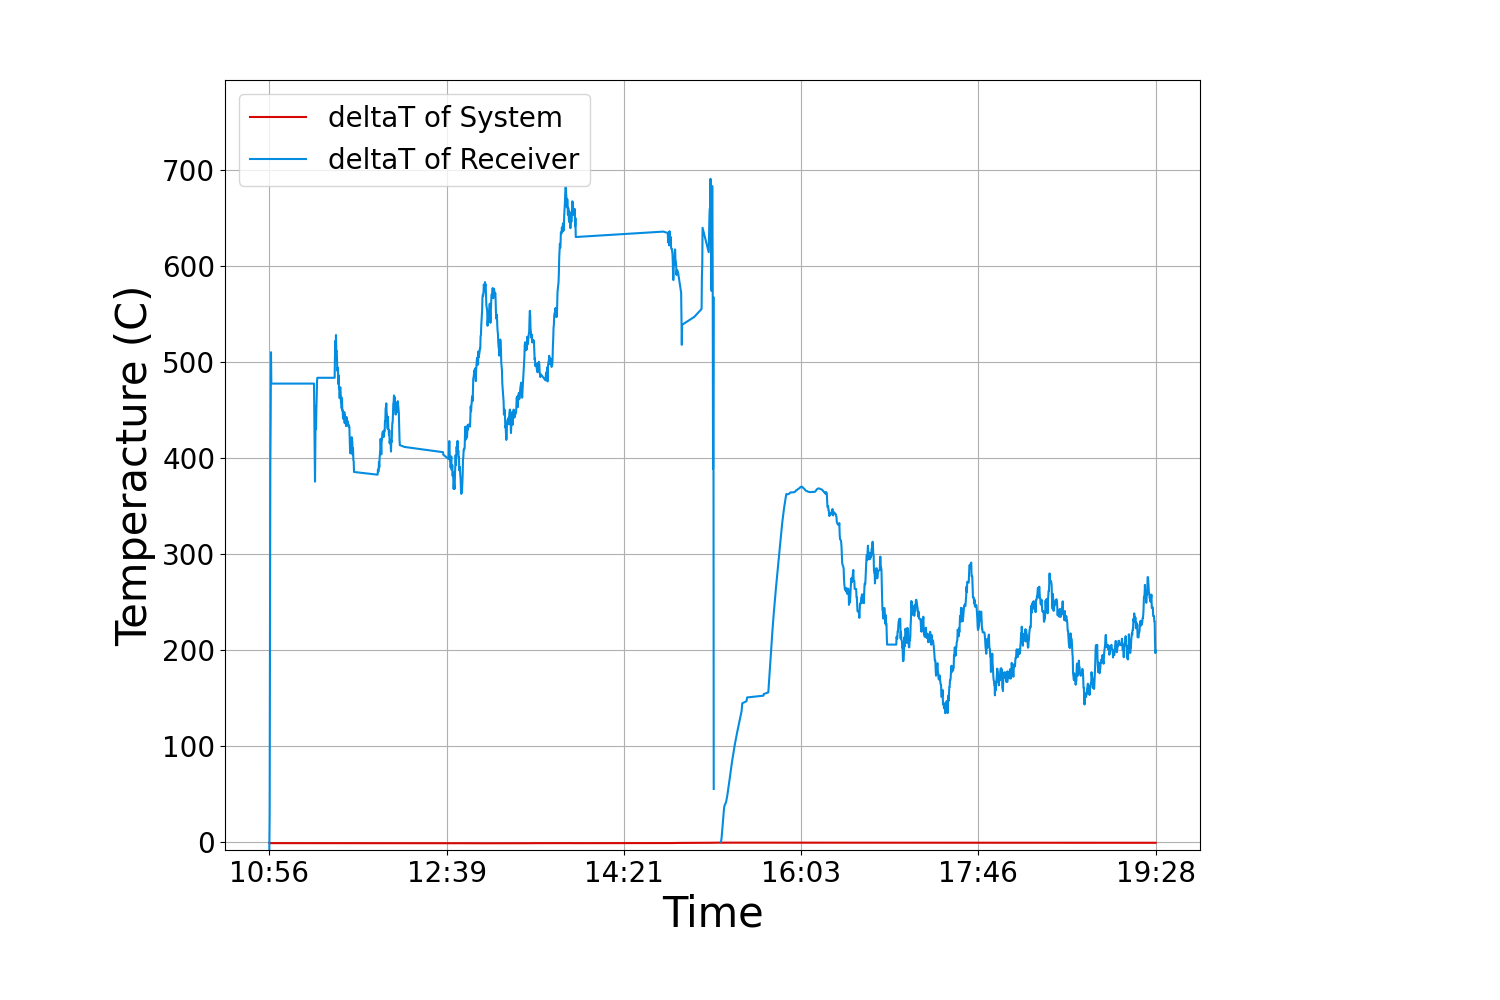 deltaT of System
deltaT of Receiver
Temperacture (C)
700
600
500
400
300
200
100
0
10:56 12:39 14:21 16:03 17:46 19:28
Time